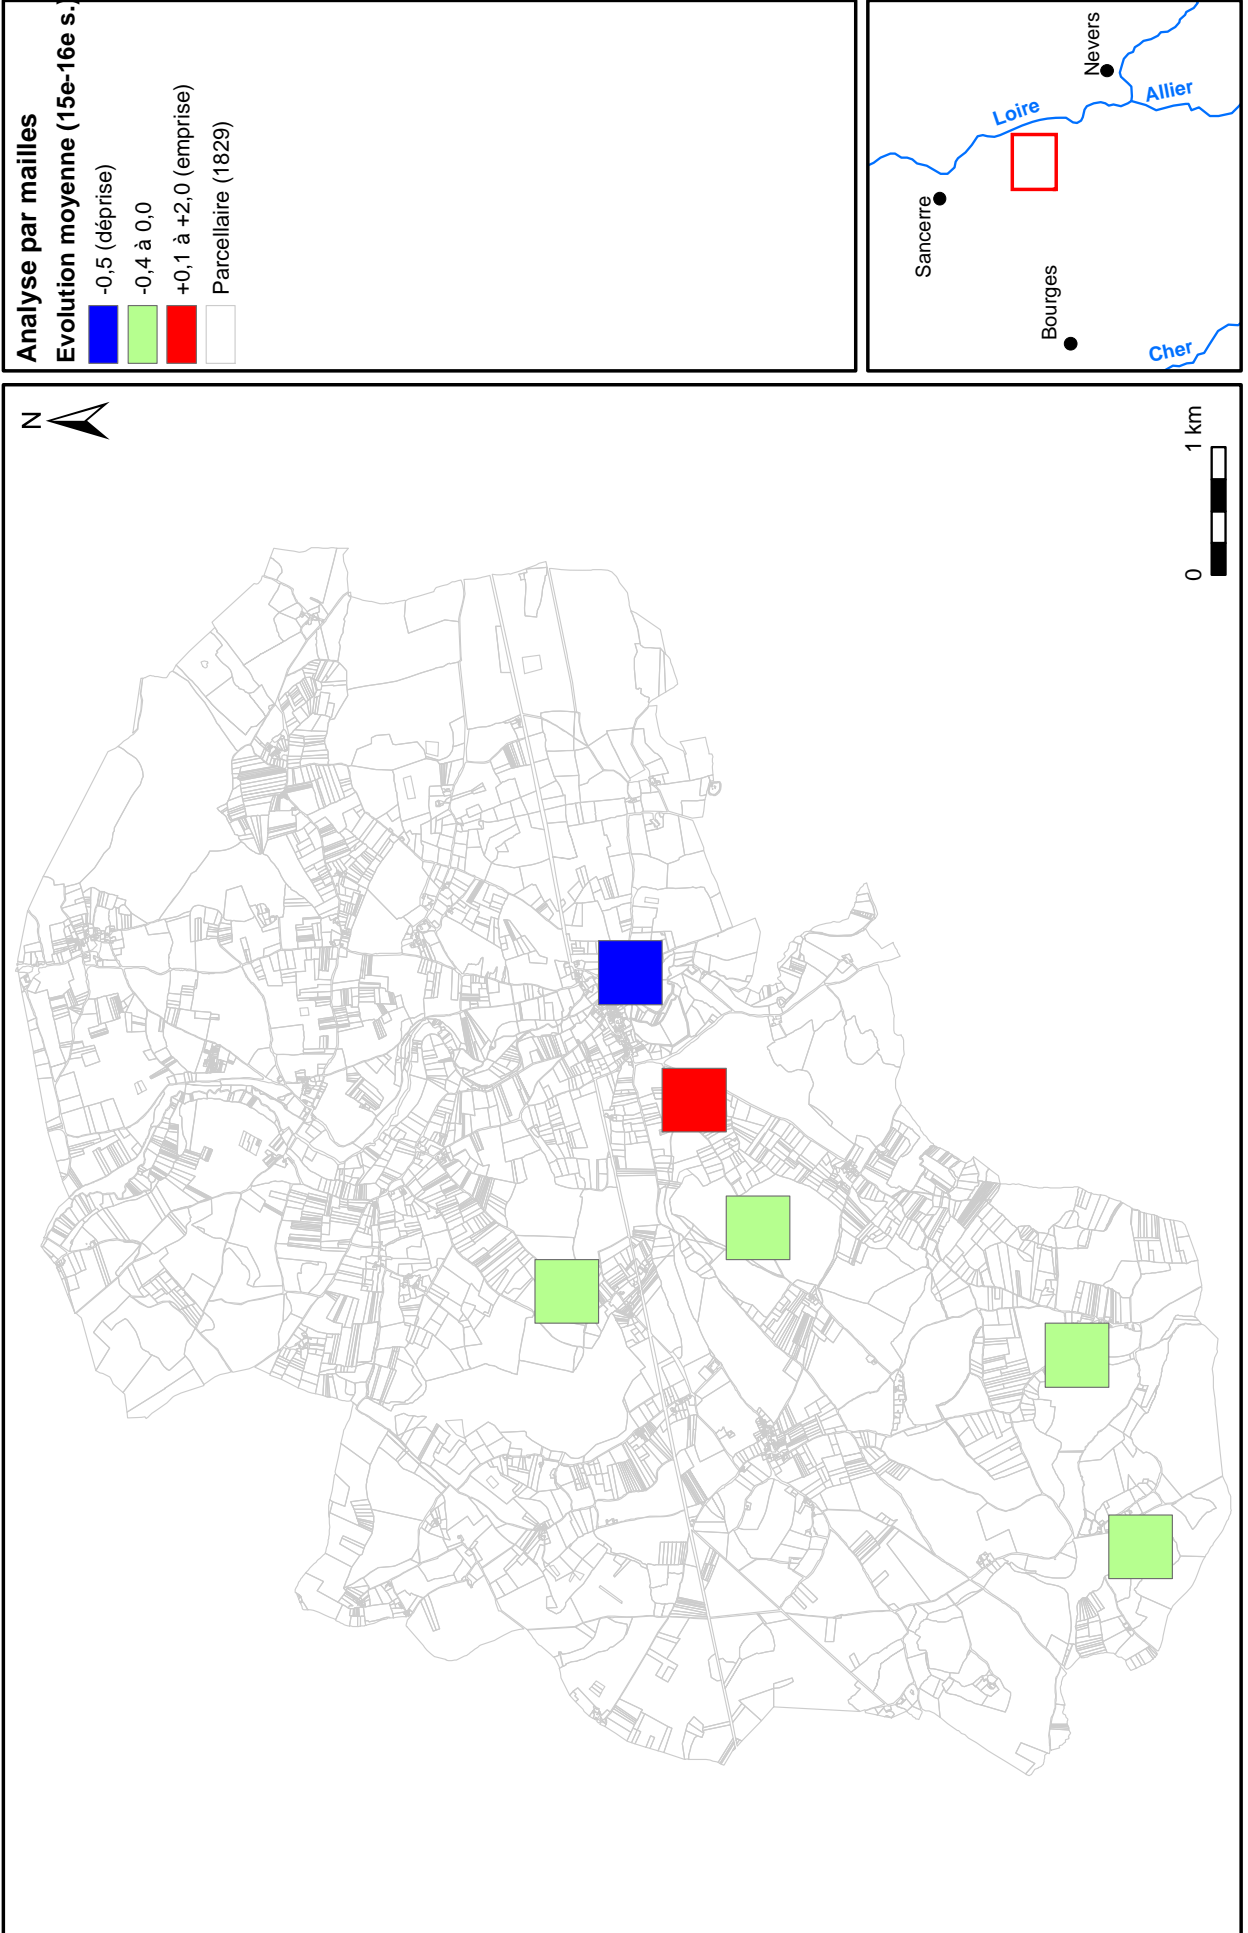 Analyse par mailles
Evolution moyenne (15e-16e s.)
-0,5 (déprise)
-0,4 à 0,0
+0,1 à +2,0 (emprise)
Parcellaire (1829)
Sancerre
Loire
Nevers
Allier
Bourges
Cher
N
0
1 km